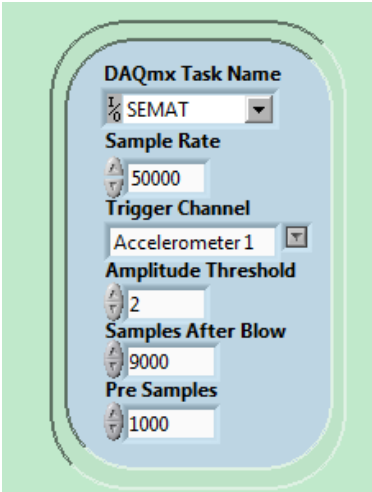 DAQmx Task Name
SEMAT
Sample Rate
50000
Trigger Channel
Accelerometer 1
Amplitude Threshold
2
Samples After Blow
9000
Pre Samples
1000